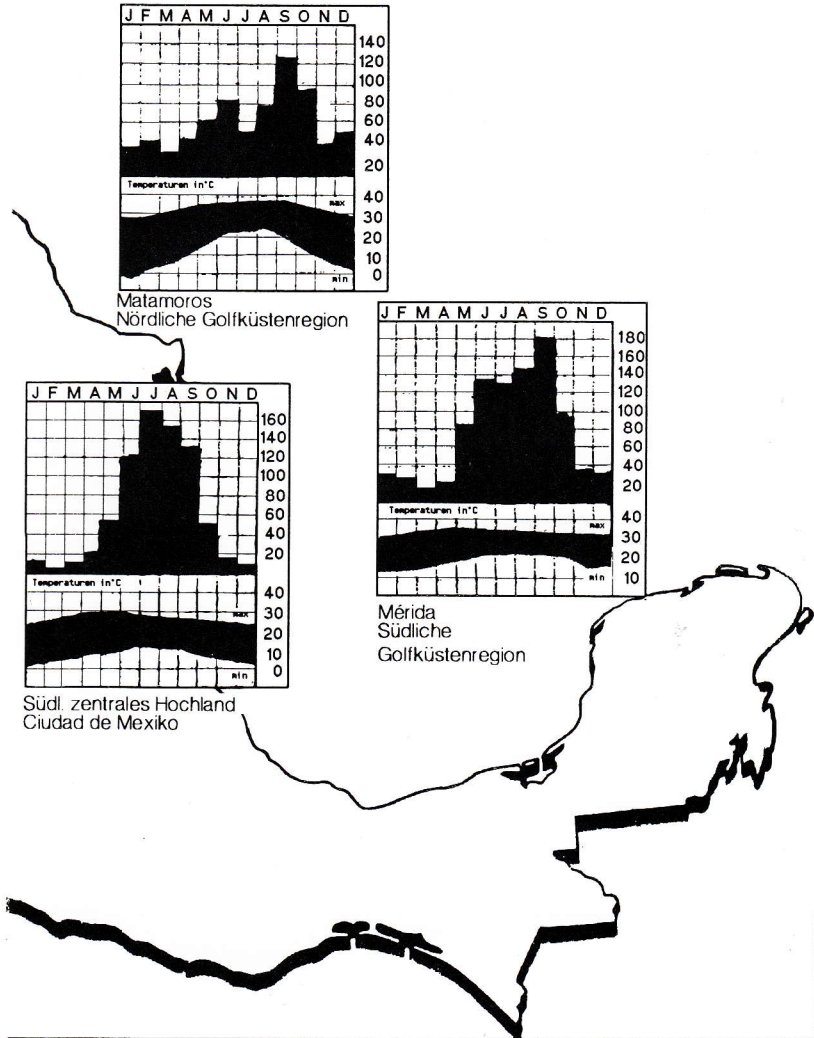 J F M A M J J A S O N D
140
120
100
80
60
40
20
Temperaturen in°C
40
max
30
20
10
min
0
Matamoros
Nördliche Golfküstenregion
J F M A M J J A S O N D
180
160
140
120
100
80
60
40
20
Temperaturen in°C
40
max
30
20
min
10
Mérida
Südliche
Golfküstenregion
J F M A M J J A S O N D
160
140
120
100
80
60
40
20
Temperaturen in°C
40
30
max
20
10
min
0
Südl. zentrales Hochland
Ciudad de Mexiko